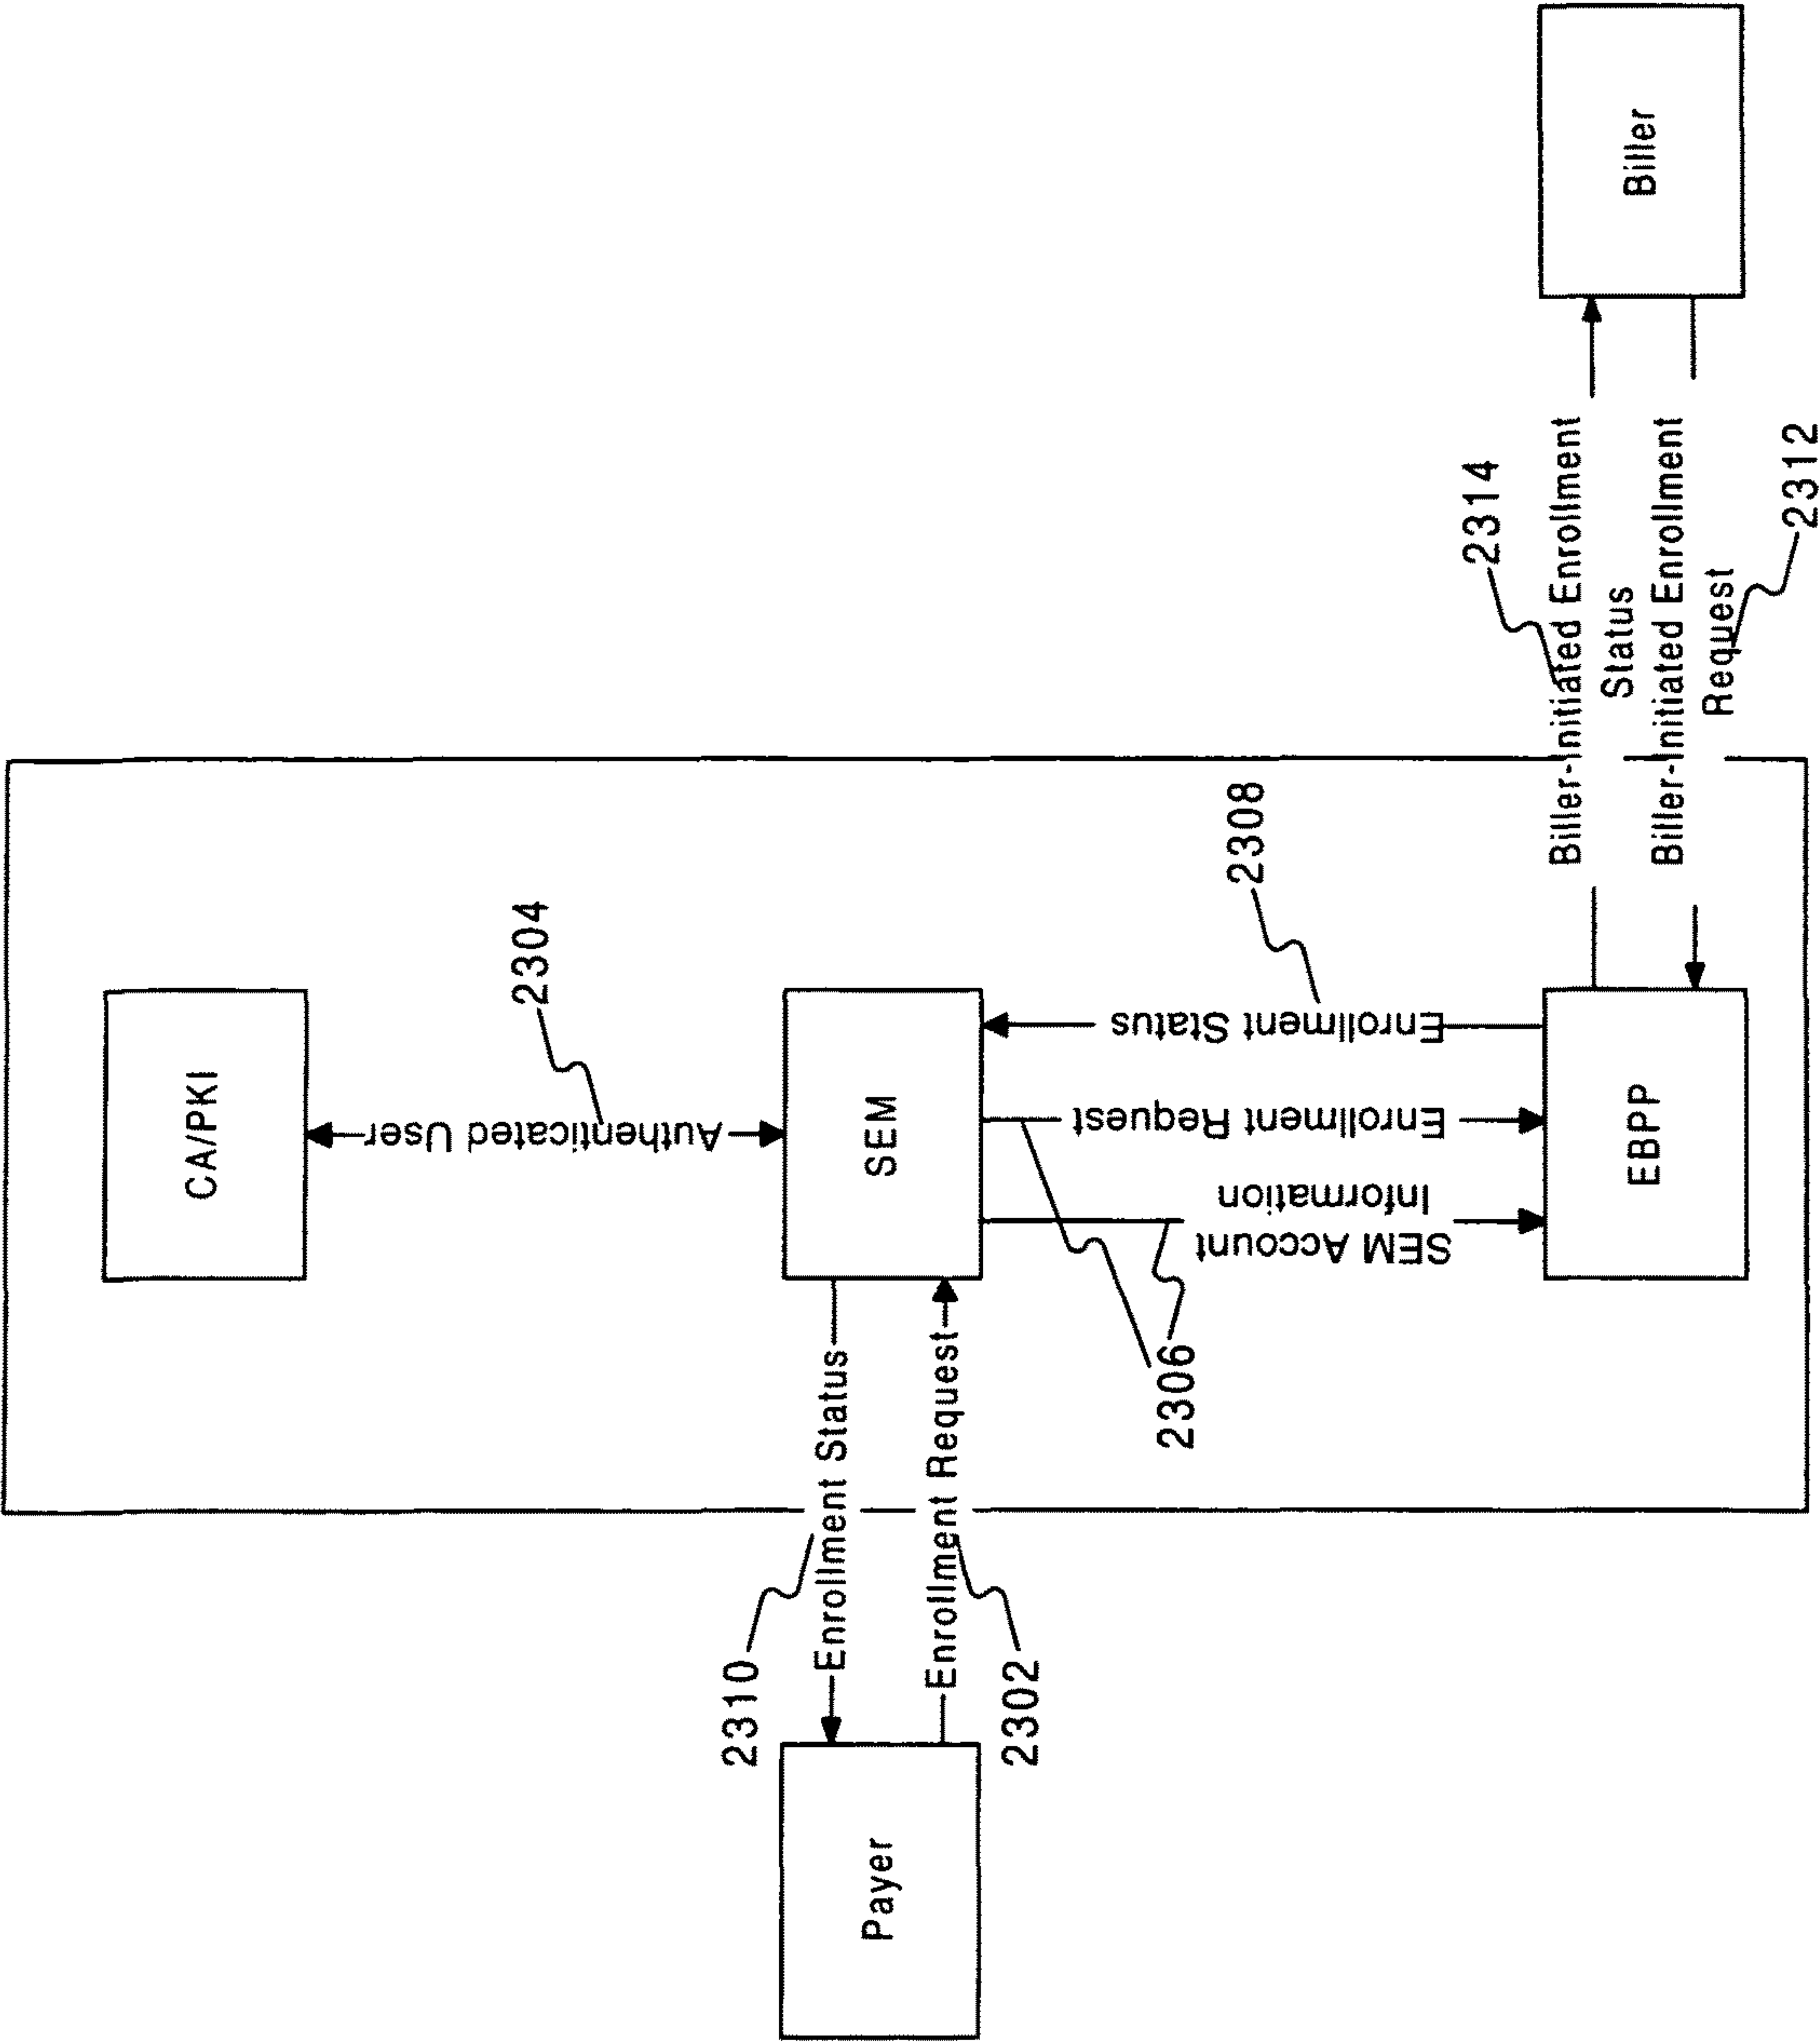 CA/PKI
2304
Authenticated User
2310
Enrollment Status
Payer
Enrollment Request
2302
SEM
2306
SEM Account
Information
Enrollment Request
Enrollment Status
2308
EBPP
2314
Biller-Initiated Enrollment
Status
Biller-Initiated Enrollment
Request
2312
Biller